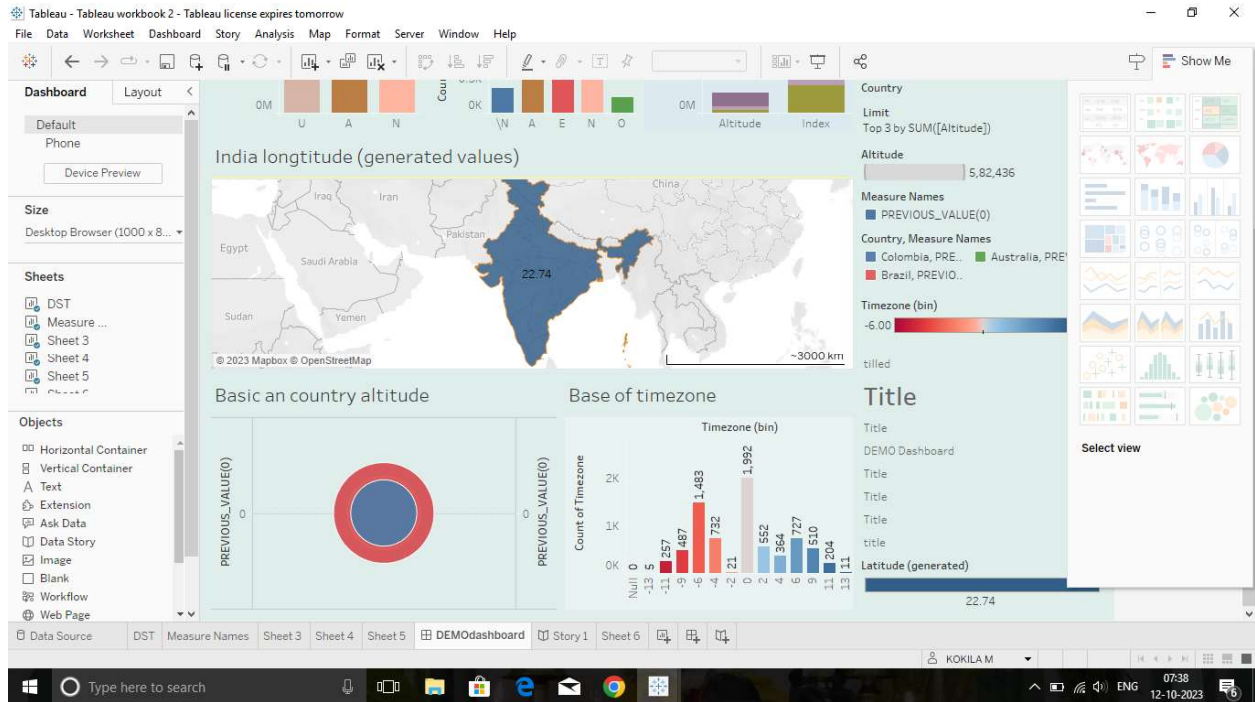 Tableau - Tableau workbook 2 - Tableau license expires tomorrow
File Data Worksheet Dashboard Story Analysis Map Format Server Window Help
Show Me
Dashboard Layout
Default
Phone
Device Preview
Size
Desktop Browser (1000 x 8...
Sheets
DST
Measure ...
Sheet 3
Sheet 4
Sheet 5
Objects
Horizontal Container
Vertical Container
Text
Extension
Ask Data
Data Story
Image
Blank
Workflow
Web Page
0M
U A N
Coun
0K
\N A E N O
0M
Altitude Index
India longtitude (generated values)
Iraq Iran China
Pakistan
Egypt
Saudi Arabia
22.74
Sudan Yemen
© 2023 Mapbox © OpenStreetMap
~3000 km
Basic an country altitude
PREVIOUS_VALUE(0)
0
0
PREVIOUS_VALUE(0)
Base of timezone
Timezone (bin)
Count of Timezone
2K
1K
0K
0 5 257 487 1,483 732 21 1,992 552 364 727 510 204 11
Null -13 -11 -9 -6 -4 -2 0 2 4 6 9 11 13
Country
Limit
Top 3 by SUM([Altitude])
Altitude
5,82,436
Measure Names
PREVIOUS_VALUE(0)
Country, Measure Names
Colombia, PRE.. Australia, PRE
Brazil, PREVIO..
Timezone (bin)
-6.00
tilled
Title
Title
DEMO Dashboard
Title
Title
Title
title
Latitude (generated)
22.74
Select view
Data Source DST Measure Names Sheet 3 Sheet 4 Sheet 5 DEMOdashboard Story 1 Sheet 6
KOKILA M
Type here to search
ENG
07:38
12-10-2023
6